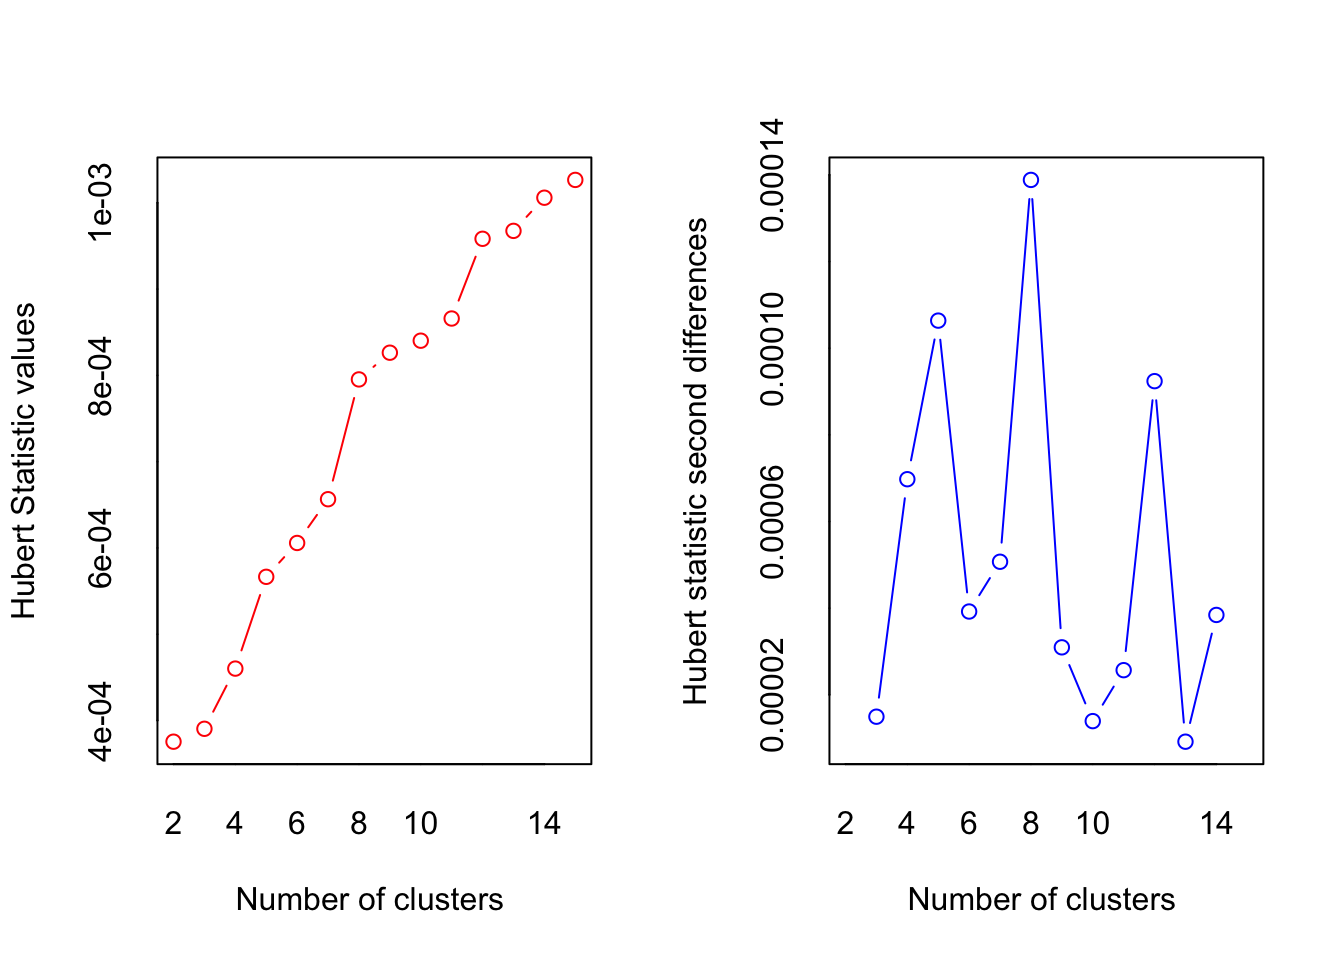 Hubert Statistic values
1e-03
8e-04
6e-04
4e-04
2 4 6 8 10 14
Number of clusters
Hubert statistic second differences
0.00014
0.00010
0.00006
0.00002
2 4 6 8 10 14
Number of clusters